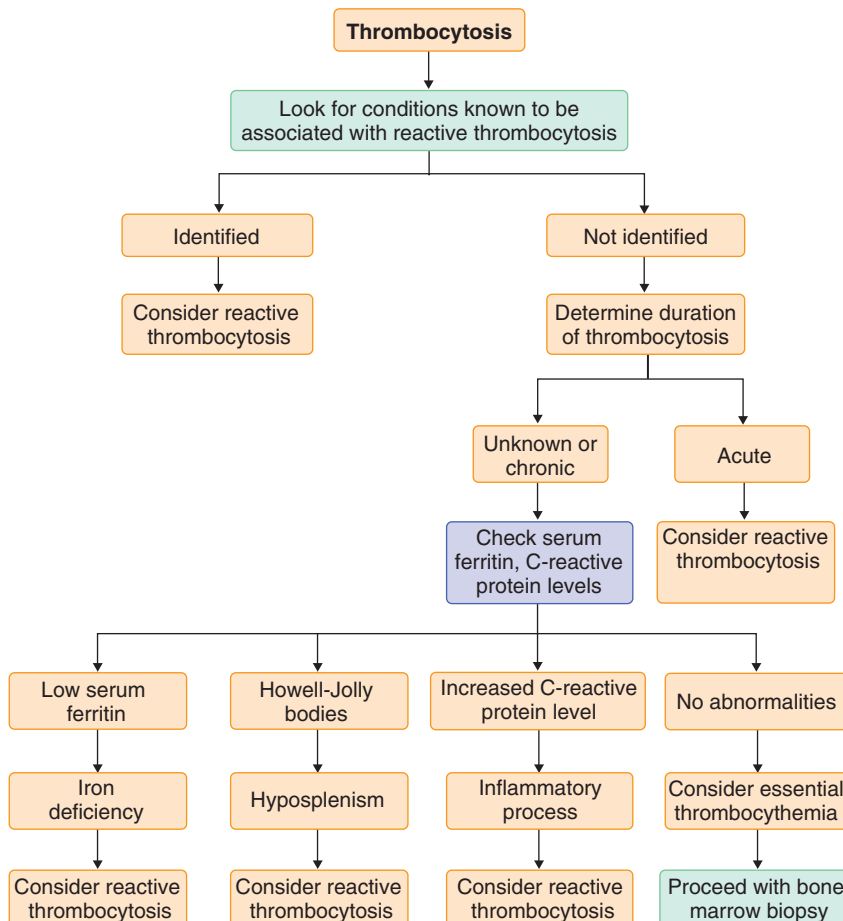 Thrombocytosis
Look for conditions known to be
associated with reactive thrombocytosis
Identified
Not identified
Consider reactive
thrombocytosis
Determine duration
of thrombocytosis
Unknown or
chronic
Acute
Check serum
ferritin, C-reactive
protein levels
Consider reactive
thrombocytosis
Low serum
ferritin
Howell-Jolly
bodies
Increased C-reactive
protein level
No abnormalities
Iron
deficiency
Hyposplenism
Inflammatory
process
Consider essential
thrombocythemia
Consider reactive
thrombocytosis
Consider reactive
thrombocytosis
Consider reactive
thrombocytosis
Proceed with bone
marrow biopsy